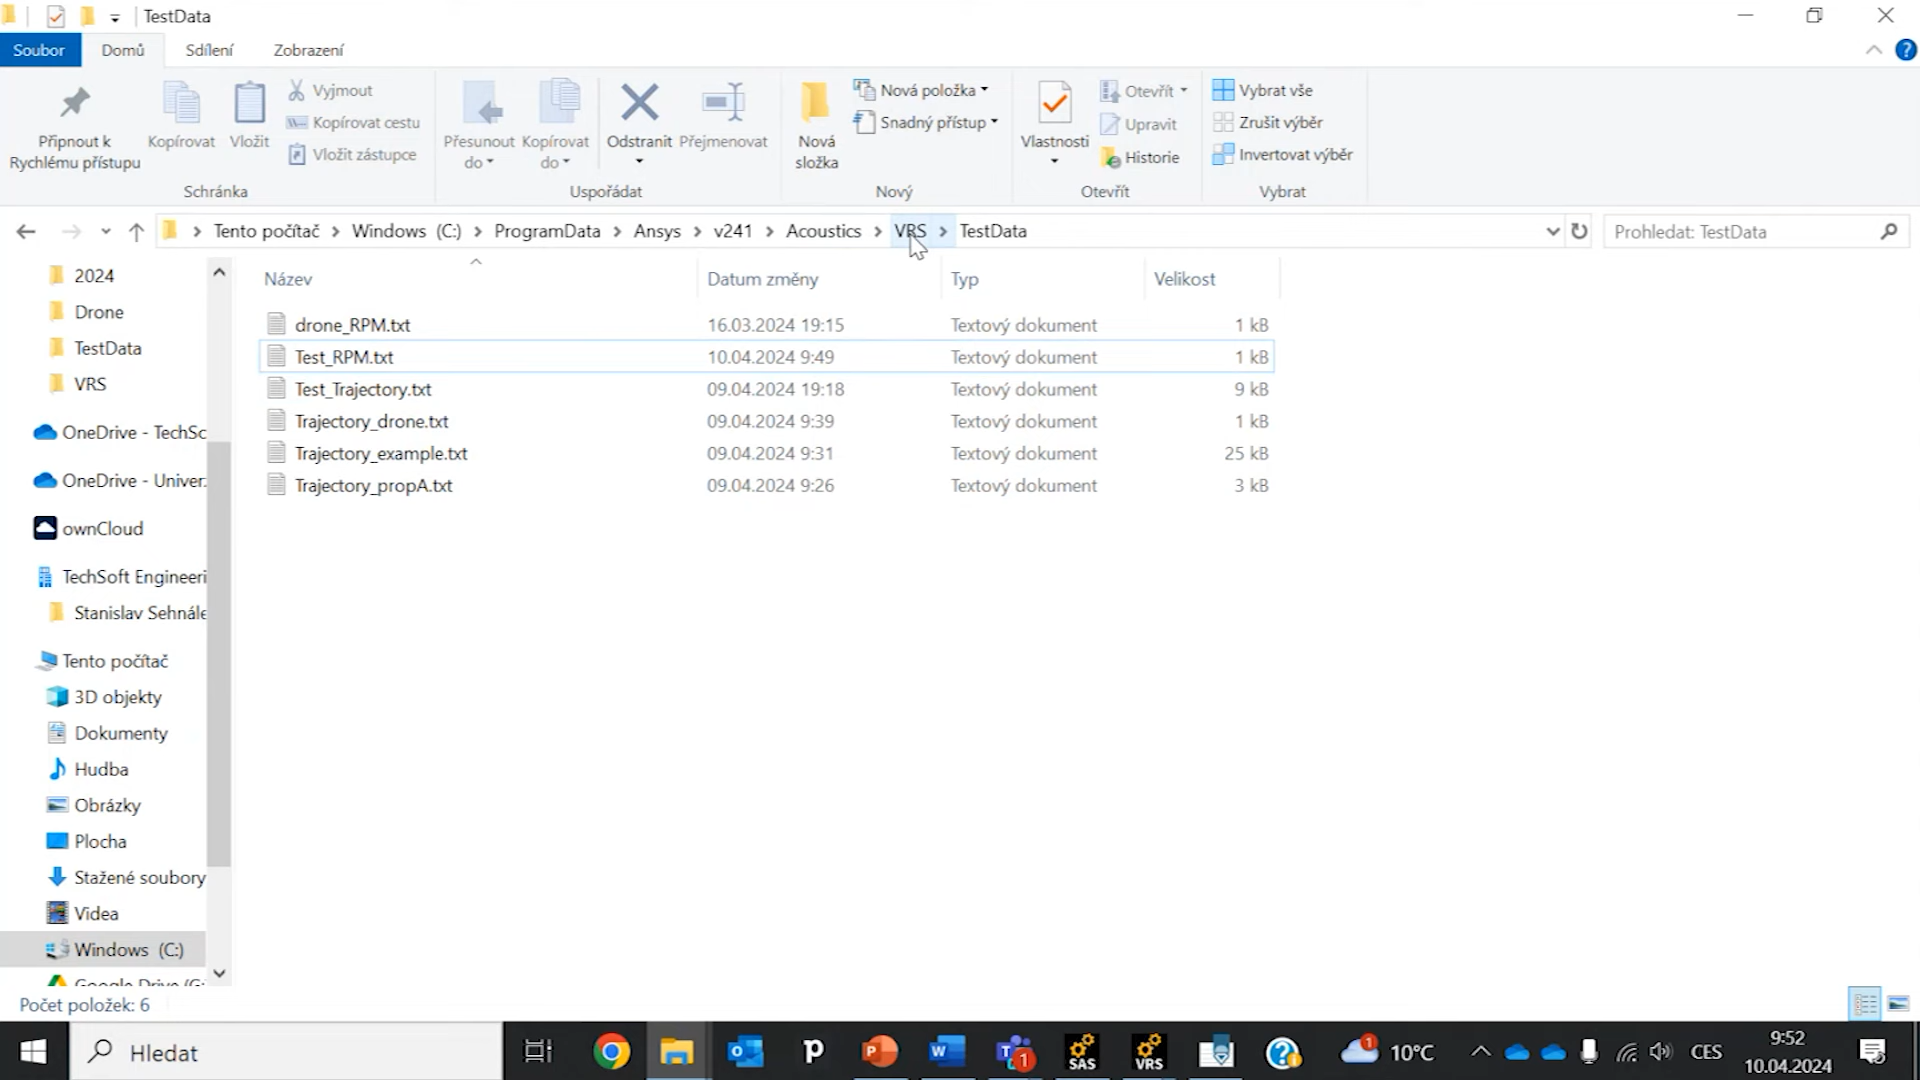 TestData
Soubor Domů Sdílení Zobrazení
Připnout k
Rychlému přístupu
Kopírovat
Vložit
Vyjmout
Kopírovat cestu
Vložit zástupce
Schránka
Přesunout
do
Kopírovat
do
Odstranit
Přejmenovat
Uspořádat
Nová
složka
Nová položka
Snadný přístup
Nový
Vlastnosti
Otevřít
Upravit
Historie
Otevřít
Vybrat vše
Zrušit výběr
Invertovat výběr
Vybrat
Tento počítač Windows (C:) ProgramData Ansys v241 Acoustics VRS TestData
Prohledat: TestData
2024
Drone
TestData
VRS
OneDrive - TechSc
OneDrive - Univer.
ownCloud
TechSoft Engineeri
Stanislav Sehnále
Tento počítač
3D objekty
Dokumenty
Hudba
Obrázky
Plocha
Stažené soubory
Videa
Windows (C:)
Název Datum změny Typ Velikost
drone_RPM.txt 16.03.2024 19:15 Textový dokument 1 kB
Test_RPM.txt 10.04.2024 9:49 Textový dokument 1 kB
Test_Trajectory.txt 09.04.2024 19:18 Textový dokument 9 kB
Trajectory_drone.txt 09.04.2024 9:39 Textový dokument 1 kB
Trajectory_example.txt 09.04.2024 9:31 Textový dokument 25 kB
Trajectory_propA.txt 09.04.2024 9:26 Textový dokument 3 kB
Počet položek: 6
Hledat
SAS
VRS
1
1
10°C
CES
9:52
10.04.2024